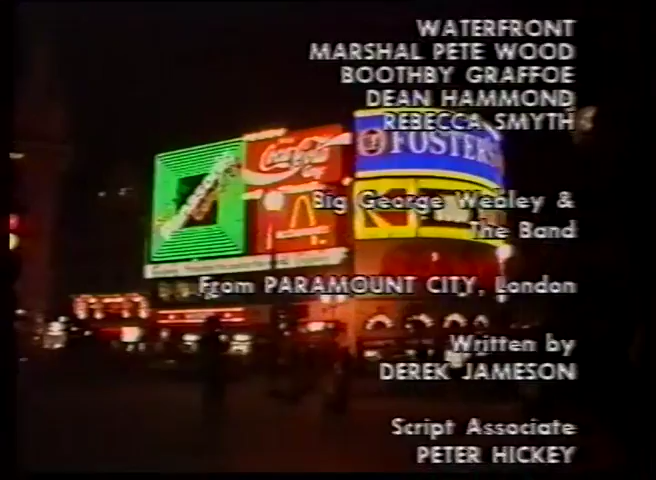 WATERFRONT
MARSHAL PETE WOOD
BOOTHBY GRAFFOE
DEAN HAMMOND
REBECCA SMYTH
Coca-Cola
FOSTER'S
Big George Webley &
The Band
From PARAMOUNT CITY, London
Written by
DEREK JAMESON
Script Associate
PETER HICKEY